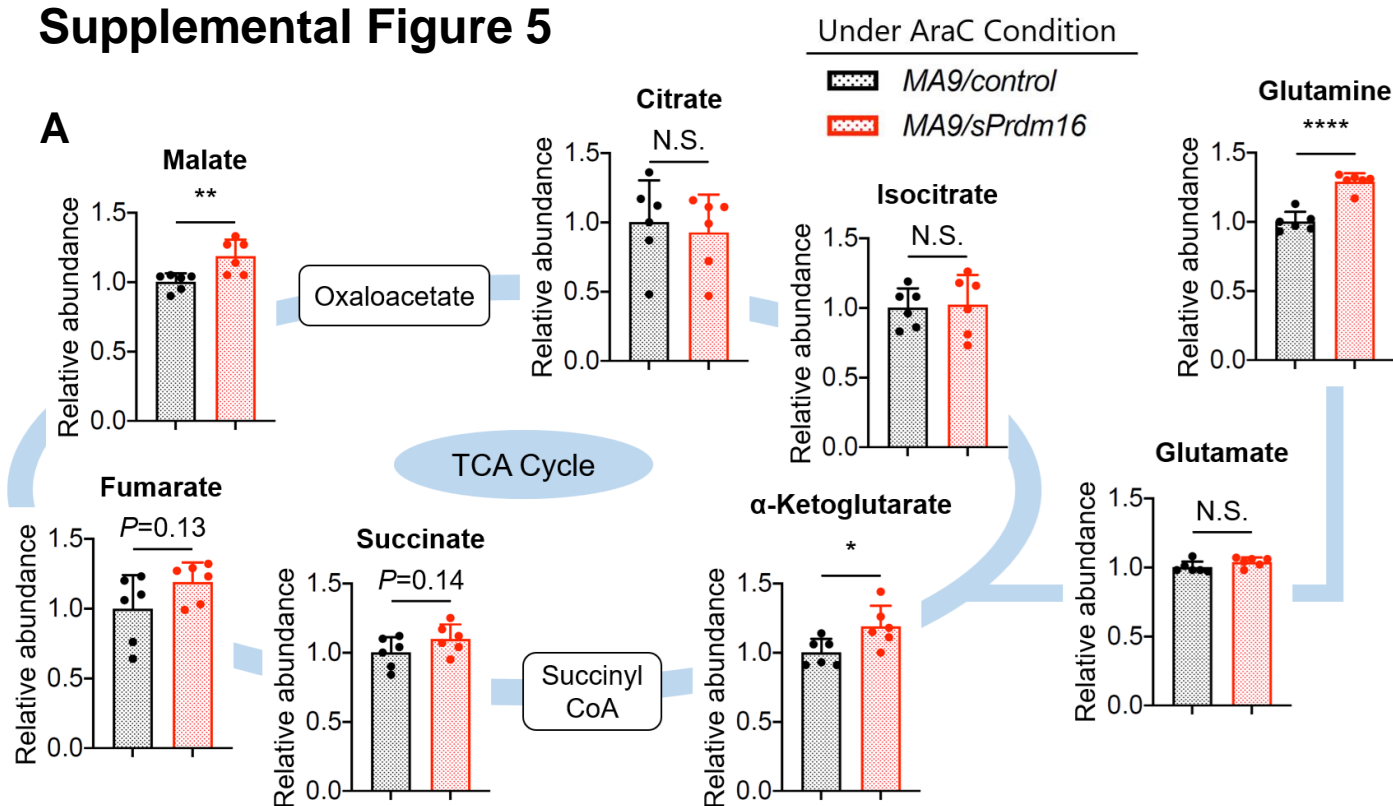 Supplemental Figure 5
Under AraC Condition
MA9/control
MA9/sPrdm16
A
Malate
**
Relative abundance
1.5
1.0
0.5
0.0
Oxaloacetate
Citrate
N.S.
Relative abundance
1.5
1.0
0.5
0.0
Isocitrate
N.S.
Relative abundance
1.5
1.0
0.5
0.0
Glutamine
****
Relative abundance
1.5
1.0
0.5
0.0
TCA Cycle
Fumarate
P=0.13
Relative abundance
1.5
1.0
0.5
0.0
Succinate
P=0.14
Relative abundance
1.5
1.0
0.5
0.0
Succinyl
CoA
α-Ketoglutarate
*
Relative abundance
1.5
1.0
0.5
0.0
Glutamate
N.S.
Relative abundance
1.5
1.0
0.5
0.0